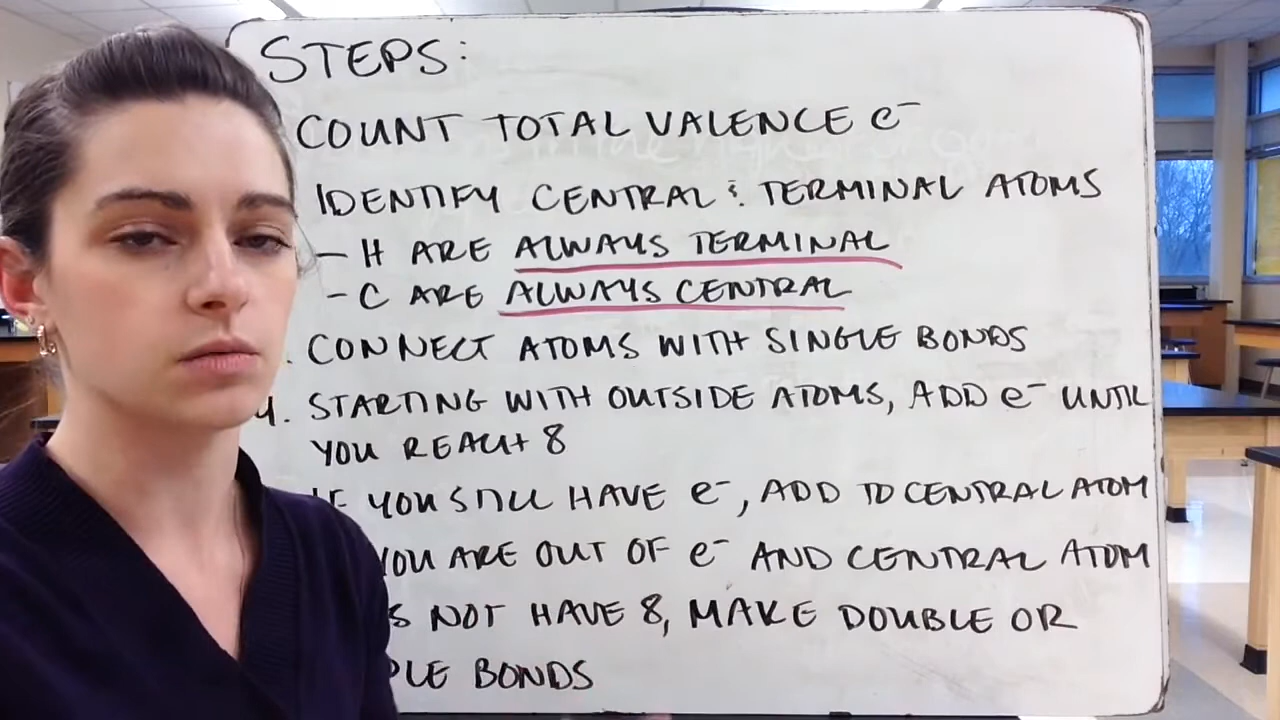 STEPS:
COUNT TOTAL VALENCE e⁻
IDENTIFY CENTRAL & TERMINAL ATOMS
- H ARE ALWAYS TERMINAL
- C ARE ALWAYS CENTRAL
. CONNECT ATOMS WITH SINGLE BONDS
4. STARTING WITH OUTSIDE ATOMS, ADD e⁻ UNTIL
YOU REACH 8
IF YOU STILL HAVE e⁻, ADD TO CENTRAL ATOM
YOU ARE OUT OF e⁻ AND CENTRAL ATOM
S NOT HAVE 8, MAKE DOUBLE OR
PLE BONDS